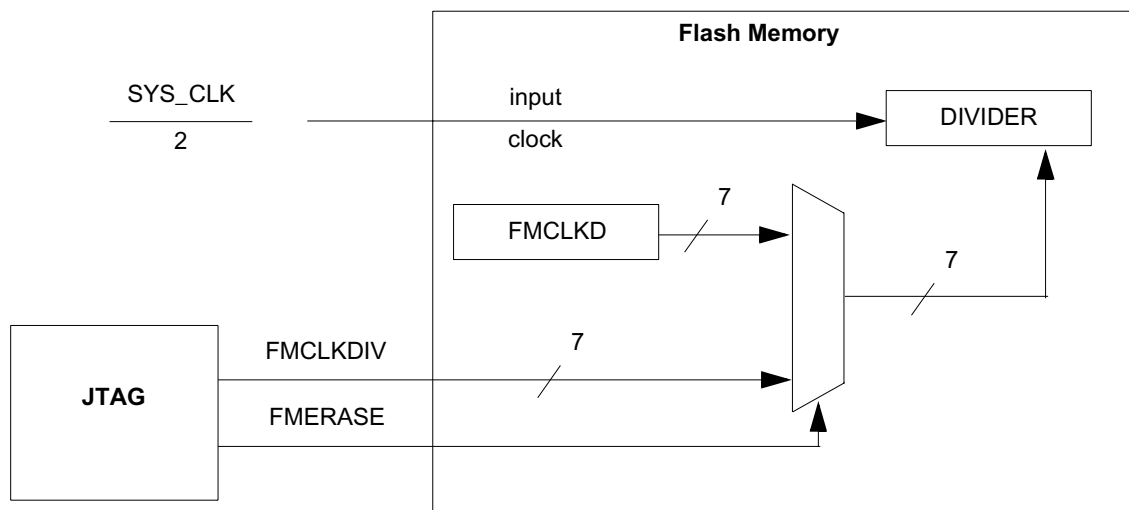 Flash Memory
SYS_CLK
2
input
clock
DIVIDER
7
FMCLKD
7
7
FMCLKDIV
JTAG
FMERASE